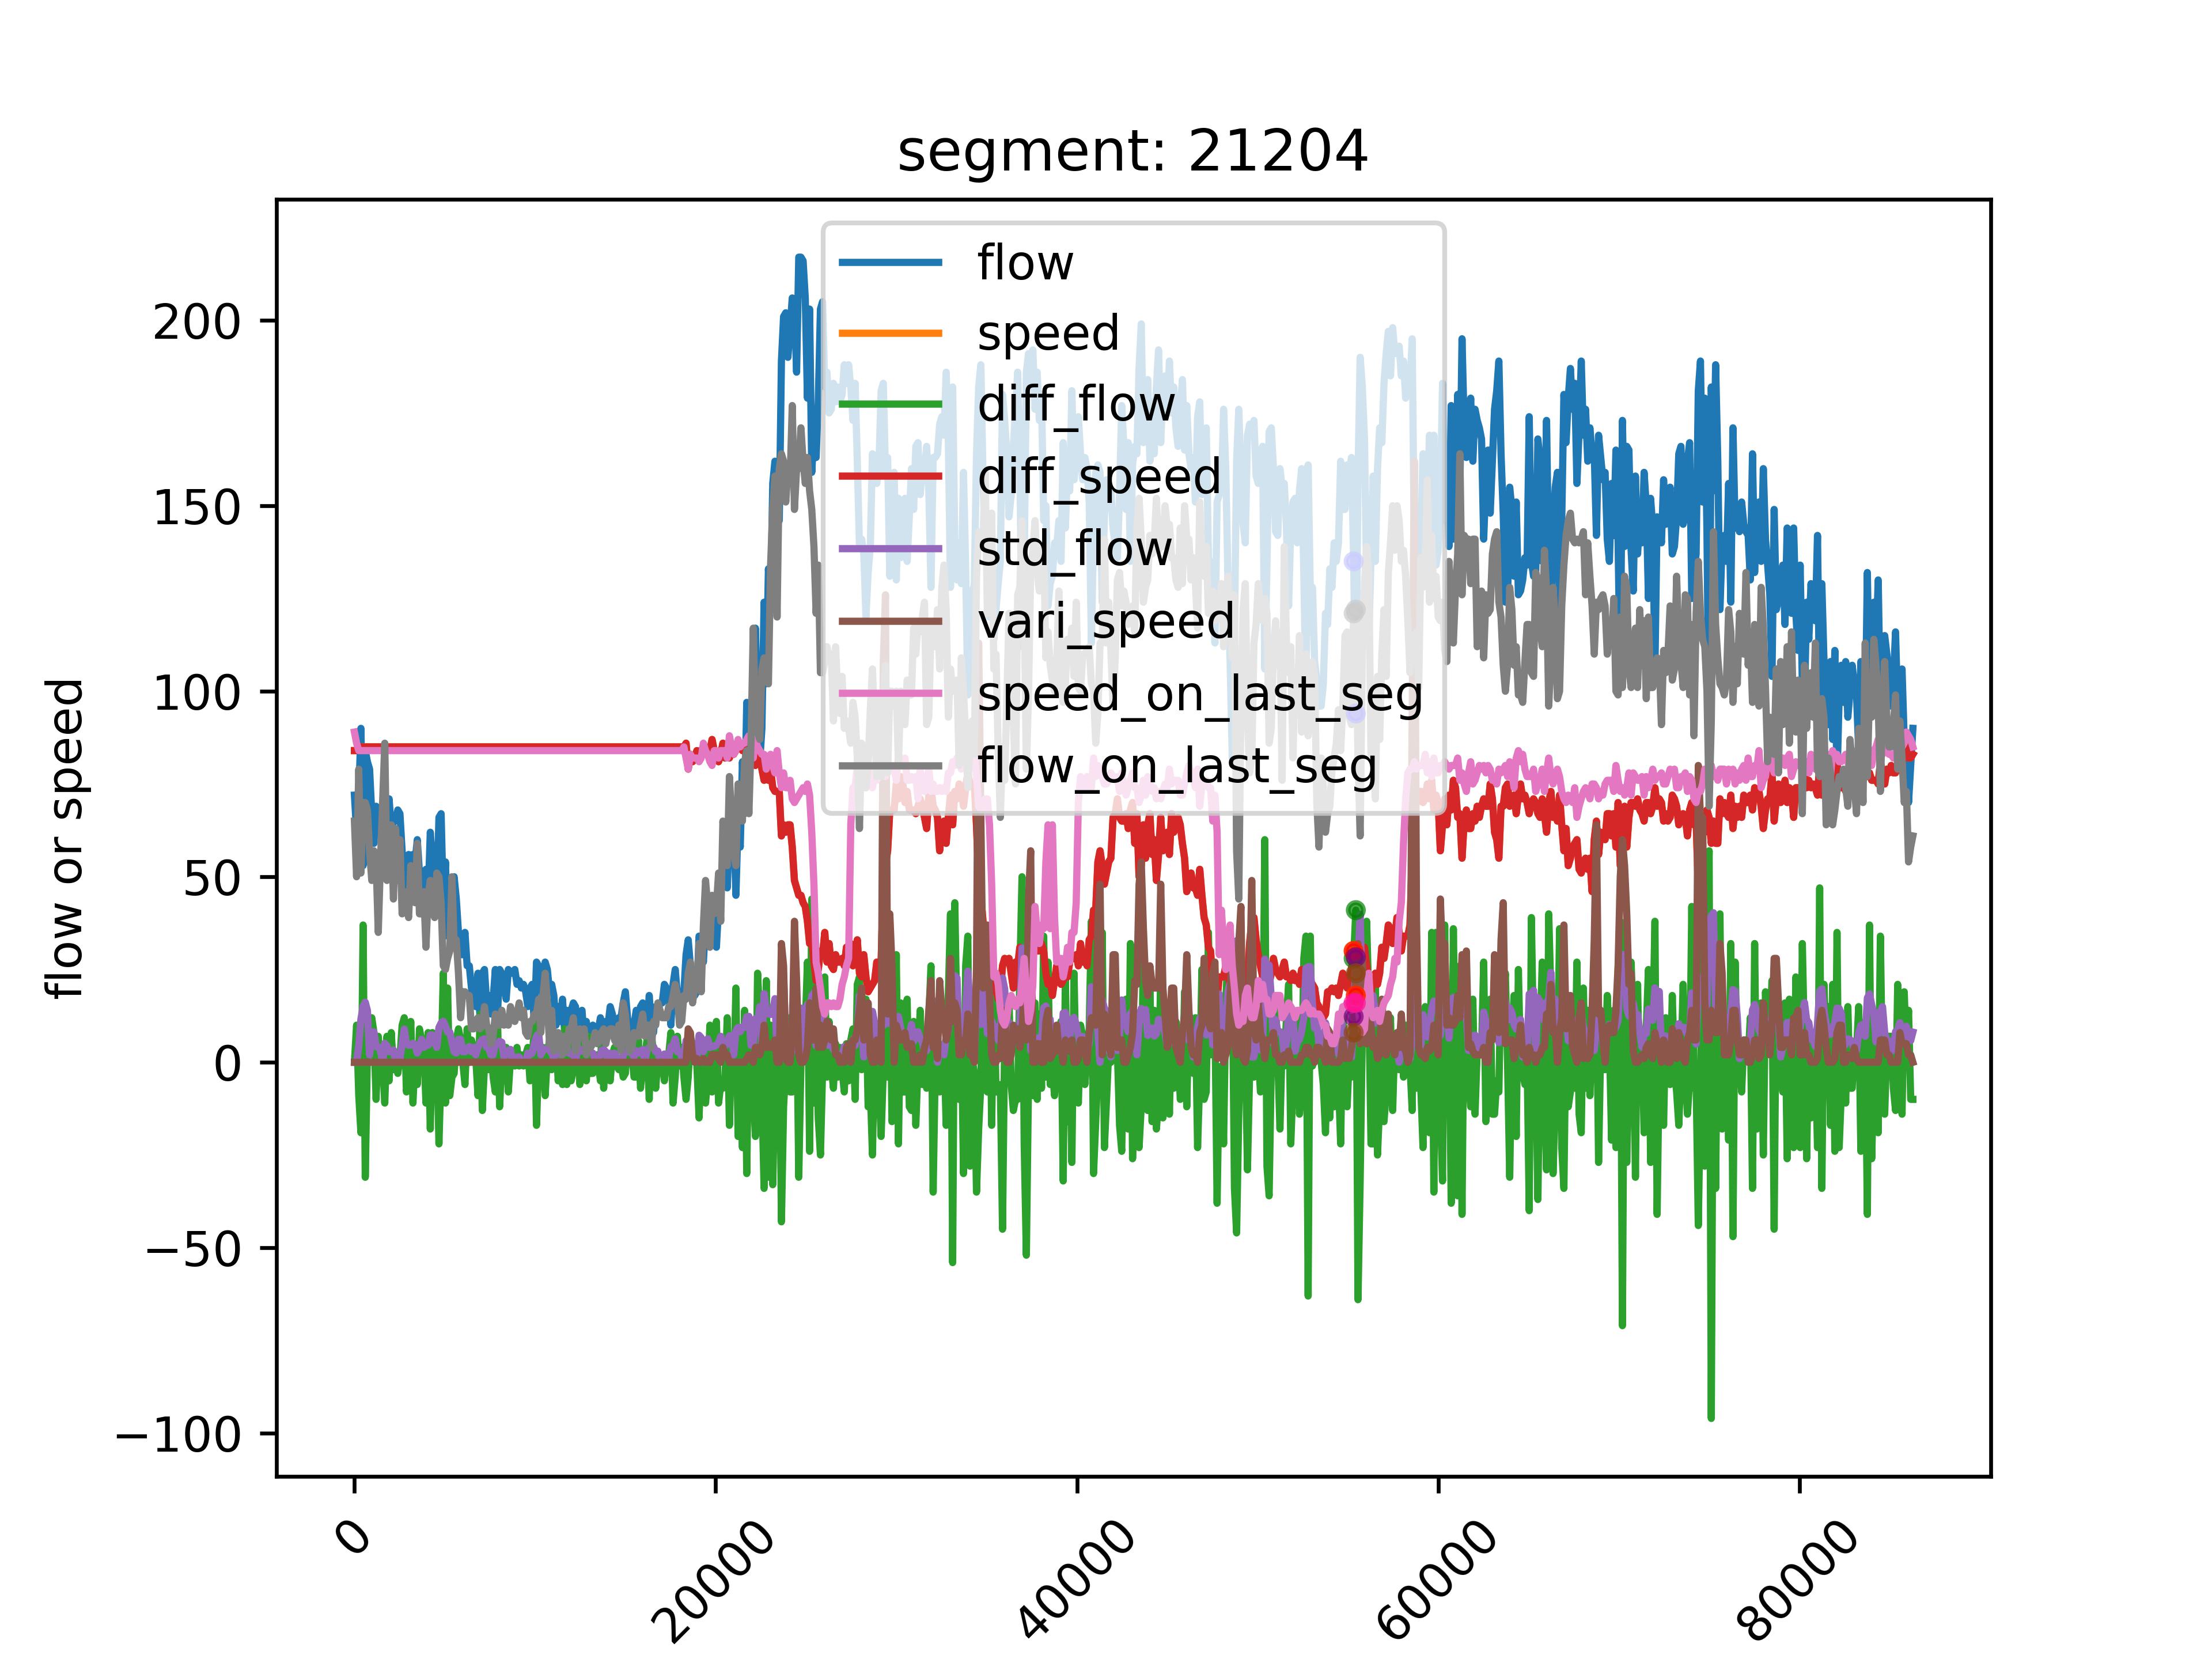 segment: 21204
flow or speed
200
150
100
50
0
−50
−100
flow
speed
diff_flow
diff_speed
std_flow
vari_speed
speed_on_last_seg
flow_on_last_seg
0
20000
40000
60000
80000